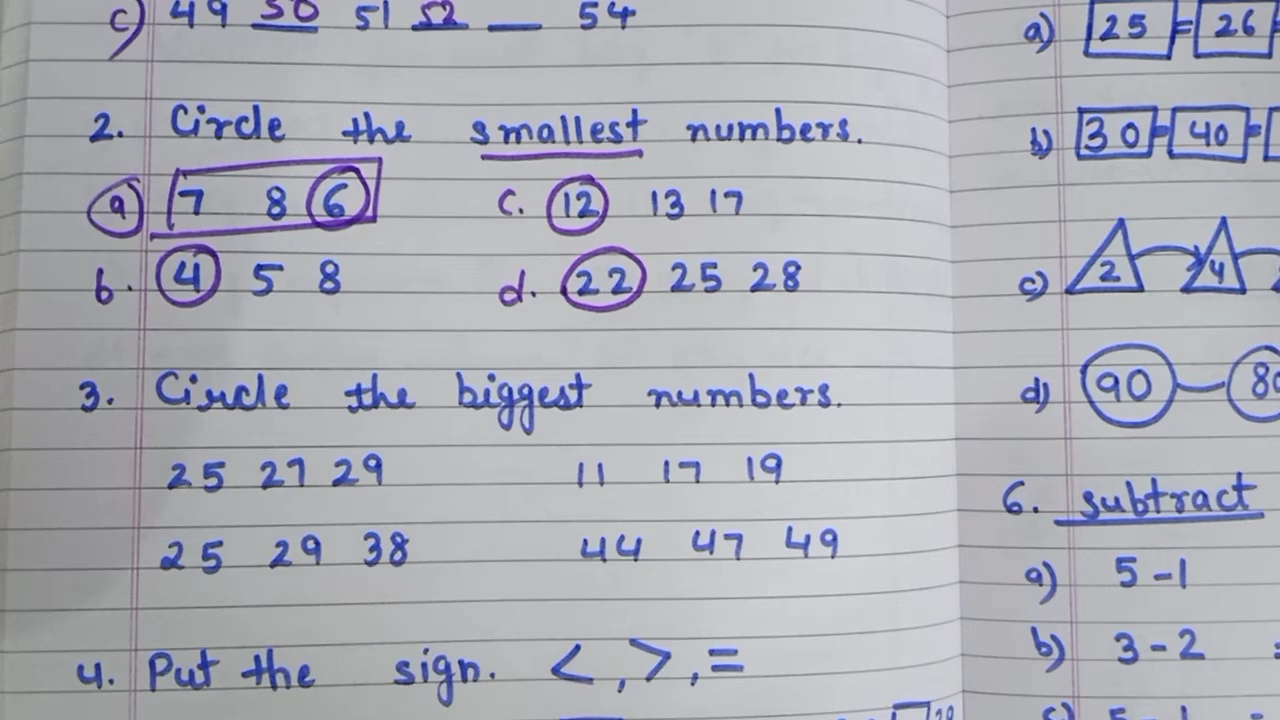 c) 49 50 51 52 __ 54
2. Circle the smallest numbers.
a 7 8 6 c. 12 13 17
b. 4 5 8 d. 22 25 28
3. Circle the biggest numbers.
25 27 29 11 17 19
25 29 38 44 47 49
4. Put the sign. <,>,=
a) 25 = 26
b) 30 = 40 =
c) 2 4
d) 90 80
6. subtract
a) 5-1
b) 3-2 =
c) 5-1 =